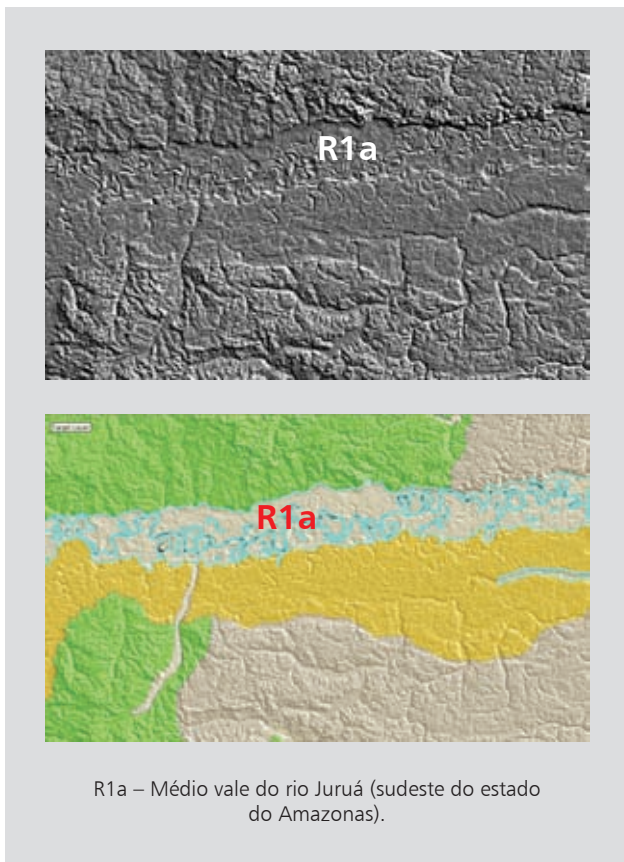 R1a
R1a
R1a – Médio vale do rio Juruá (sudeste do estado
do Amazonas).